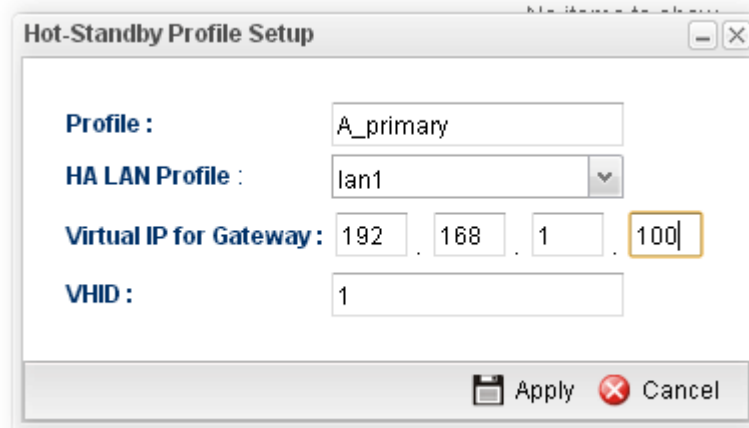 Hot-Standby Profile Setup
Profile : A_primary
HA LAN Profile : lan1
Virtual IP for Gateway : 192 . 168 . 1 . 100
VHID : 1
Apply Cancel